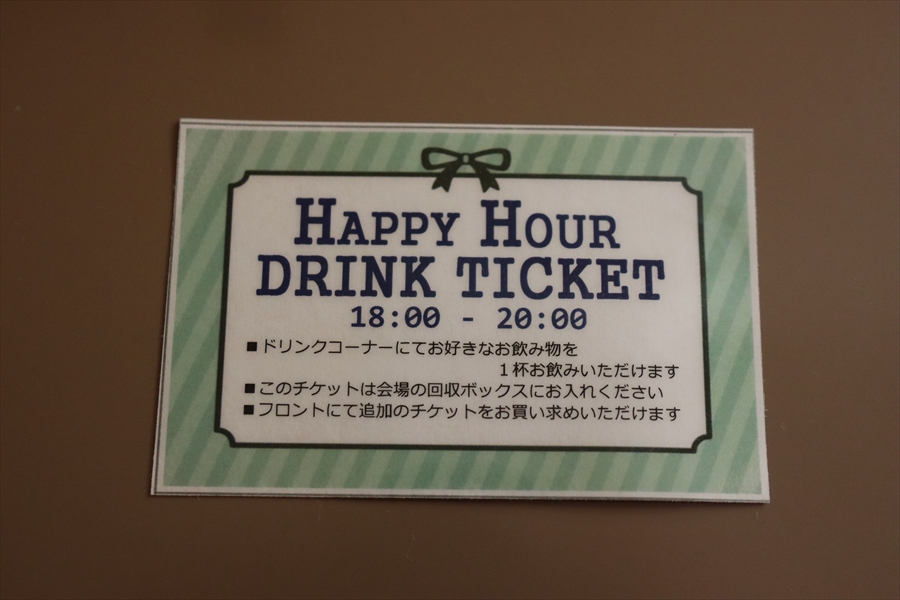 Happy Hour
DRINK TICKET
18:00 - 20:00
■ドリンクコーナーにてお好きなお飲み物を
１杯お飲みいただけます
■このチケットは会場の回収ボックスにお入れください
■フロントにて追加のチケットをお買い求めいただけます